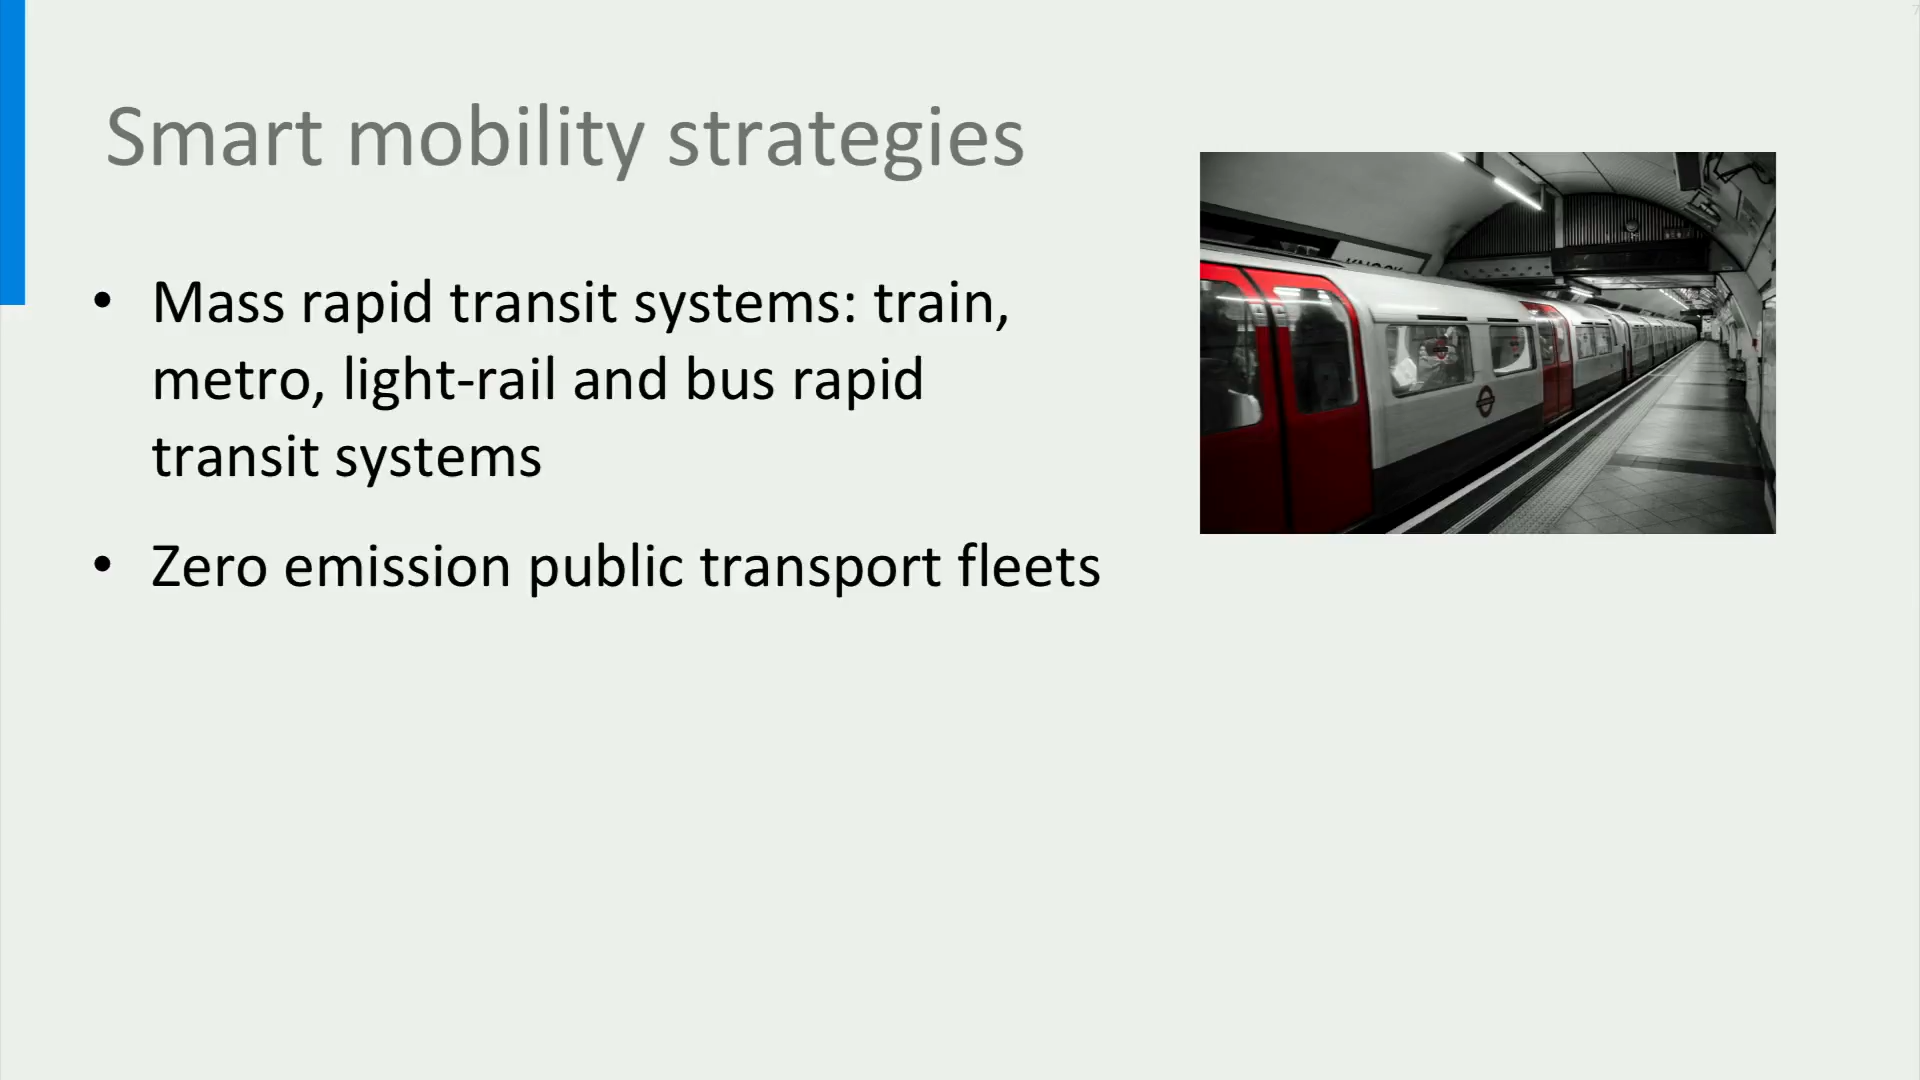 7
Smart mobility strategies
• Mass rapid transit systems: train,
metro, light-rail and bus rapid
transit systems
• Zero emission public transport fleets